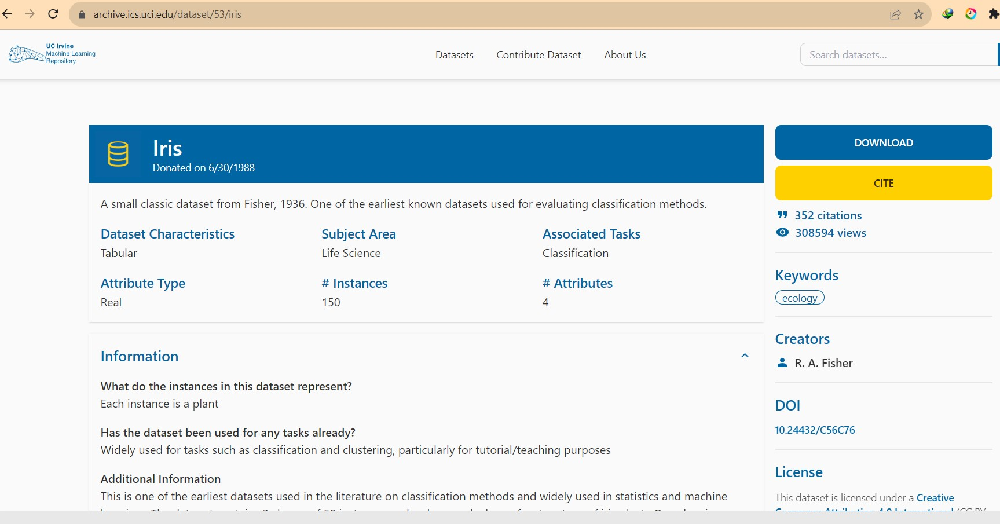 archive.ics.uci.edu/dataset/53/iris
UC Irvine
Machine Learning
Repository
Datasets
Contribute Dataset
About Us
Search datasets...
Iris
Donated on 6/30/1988
A small classic dataset from Fisher, 1936. One of the earliest known datasets used for evaluating classification methods.
Dataset Characteristics
Tabular
Subject Area
Life Science
Associated Tasks
Classification
Attribute Type
Real
# Instances
150
# Attributes
4
Information
What do the instances in this dataset represent?
Each instance is a plant
Has the dataset been used for any tasks already?
Widely used for tasks such as classification and clustering, particularly for tutorial/teaching purposes
Additional Information
This is one of the earliest datasets used in the literature on classification methods and widely used in statistics and machine
DOWNLOAD
CITE
352 citations
308594 views
Keywords
ecology
Creators
R. A. Fisher
DOI
10.24432/C56C76
License
This dataset is licensed under a Creative
Commons Attribution 4.0 International (CC BY